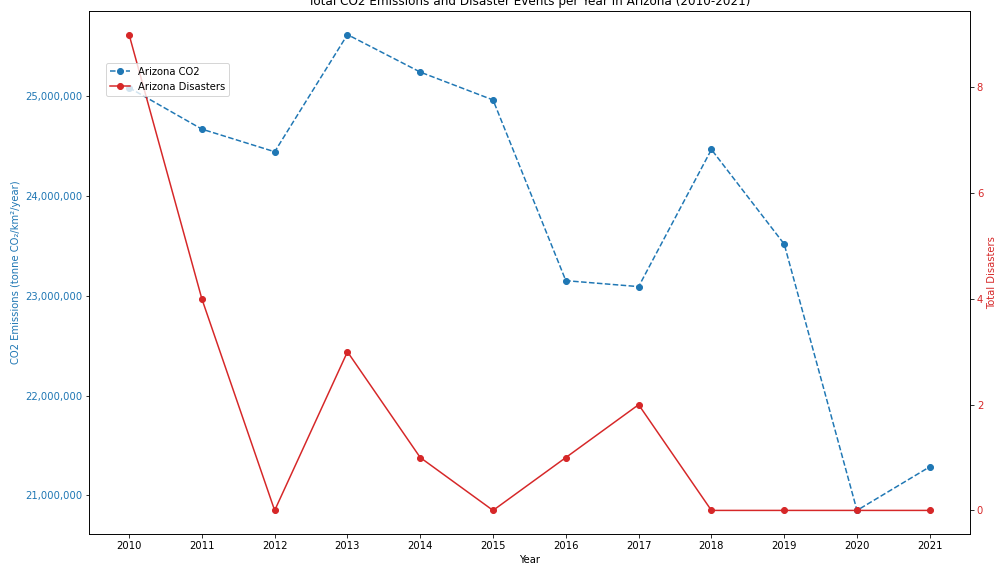 Total CO2 Emissions and Disaster Events per Year in Arizona (2010-2021)
Arizona CO2
Arizona Disasters
25,000,000
24,000,000
23,000,000
22,000,000
21,000,000
CO2 Emissions (tonne CO₂/km²/year)
8
6
4
2
0
Total Disasters
2010 2011 2012 2013 2014 2015 2016 2017 2018 2019 2020 2021
Year